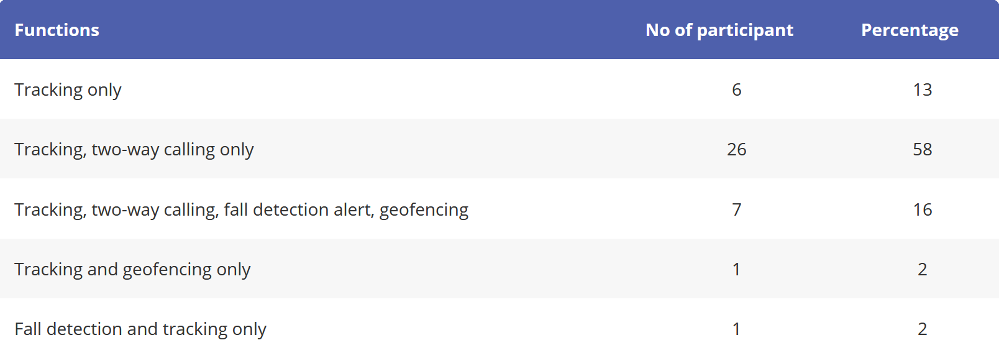 Functions No of participant Percentage
Tracking only 6 13
Tracking, two-way calling only 26 58
Tracking, two-way calling, fall detection alert, geofencing 7 16
Tracking and geofencing only 1 2
Fall detection and tracking only 1 2